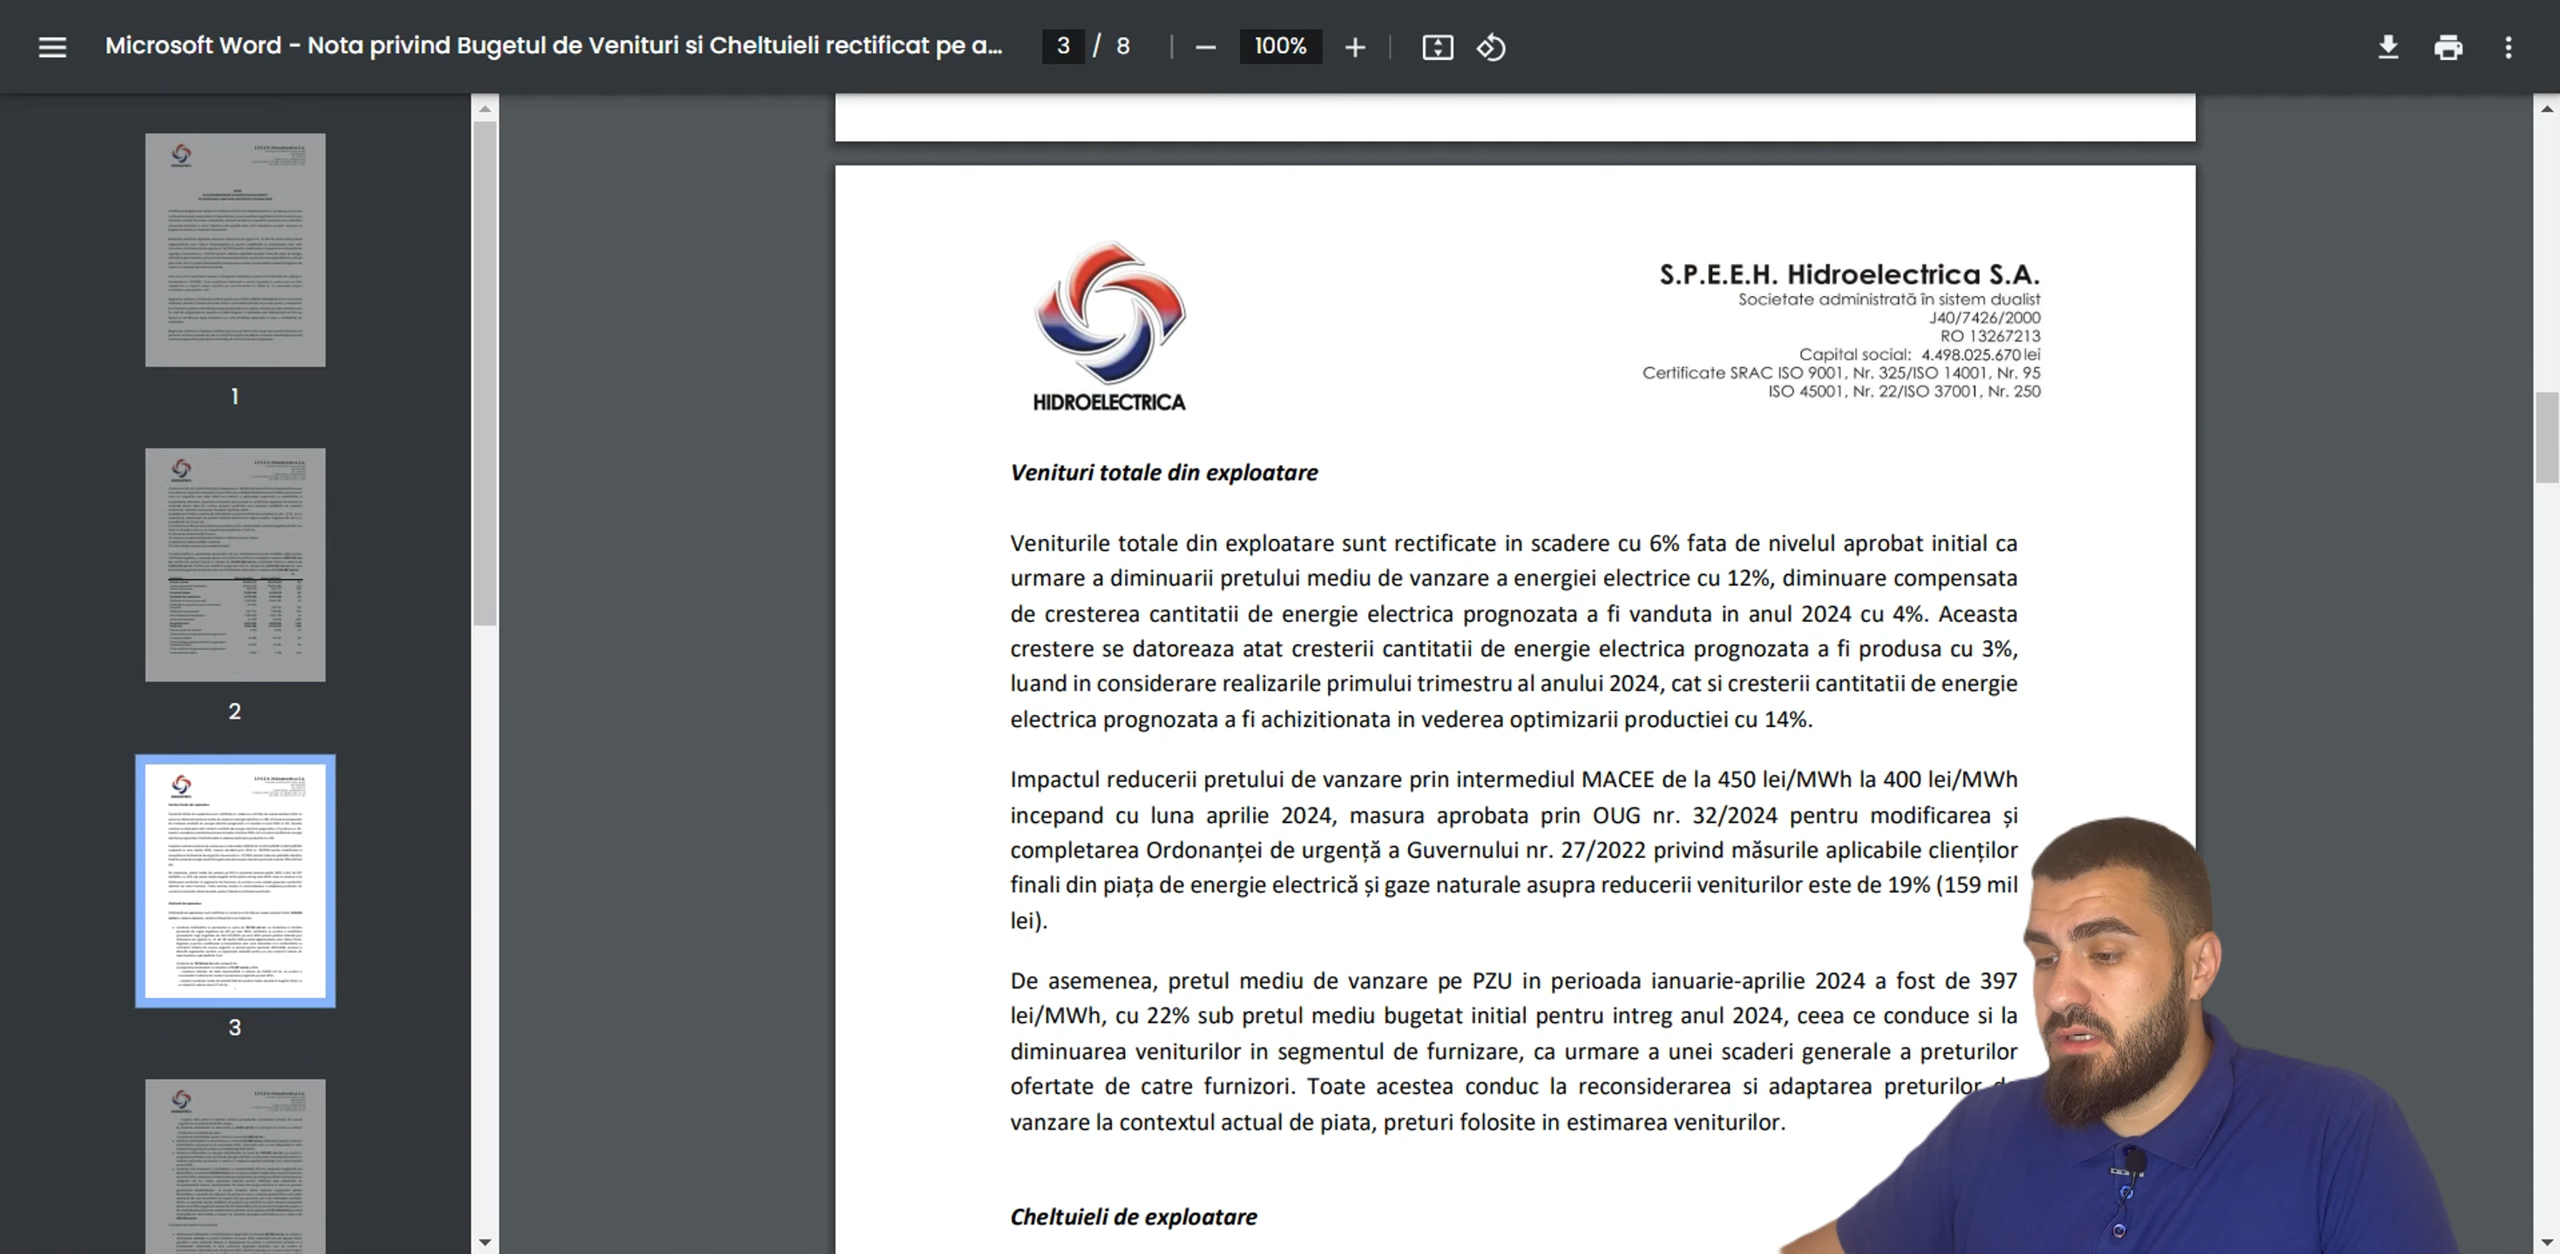 Microsoft Word - Nota privind Bugetul de Venituri si Cheltuieli rectificat pe a...
3 / 8
100%
1
2
3
HIDROELECTRICA
S.P.E.E.H. Hidroelectrica S.A.
Societate administrată în sistem dualist
J40/7426/2000
RO 13267213
Capital social: 4.498.025.670 lei
Certificate SRAC ISO 9001, Nr. 325/ISO 14001, Nr. 95
ISO 45001, Nr. 22/ISO 37001, Nr. 250
Venituri totale din exploatare
Veniturile totale din exploatare sunt rectificate in scadere cu 6% fata de nivelul aprobat initial ca
urmare a diminuarii pretului mediu de vanzare a energiei electrice cu 12%, diminuare compensata
de cresterea cantitatii de energie electrica prognozata a fi vanduta in anul 2024 cu 4%. Aceasta
crestere se datoreaza atat cresterii cantitatii de energie electrica prognozata a fi produsa cu 3%,
luand in considerare realizarile primului trimestru al anului 2024, cat si cresterii cantitatii de energie
electrica prognozata a fi achizitionata in vederea optimizarii productiei cu 14%.
Impactul reducerii pretului de vanzare prin intermediul MACEE de la 450 lei/MWh la 400 lei/MWh
incepand cu luna aprilie 2024, masura aprobata prin OUG nr. 32/2024 pentru modificarea și
completarea Ordonanței de urgență a Guvernului nr. 27/2022 privind măsurile aplicabile clienților
finali din piața de energie electrică și gaze naturale asupra reducerii veniturilor este de 19% (159 mil
lei).
De asemenea, pretul mediu de vanzare pe PZU in perioada ianuarie-aprilie 2024 a fost de 397
lei/MWh, cu 22% sub pretul mediu bugetat initial pentru intreg anul 2024, ceea ce conduce si la
diminuarea veniturilor in segmentul de furnizare, ca urmare a unei scaderi generale a preturilor
ofertate de catre furnizori. Toate acestea conduc la reconsiderarea si adaptarea preturilor
vanzare la contextul actual de piata, preturi folosite in estimarea veniturilor.
Cheltuieli de exploatare